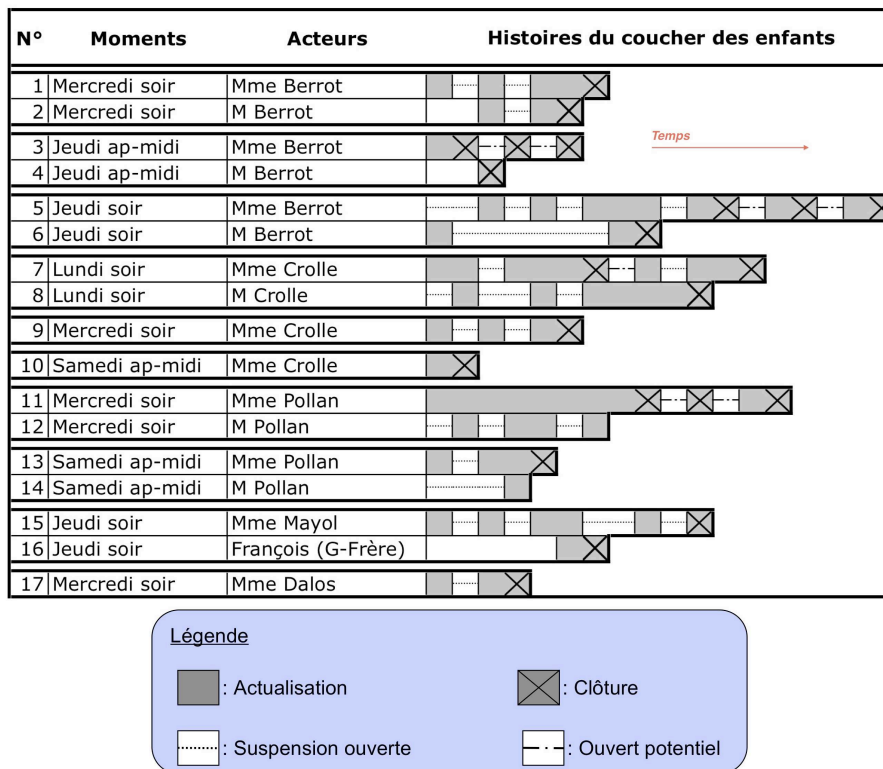 N° Moments Acteurs Histoires du coucher des enfants
1 Mercredi soir Mme Berrot
2 Mercredi soir M Berrot
3 Jeudi ap-midi Mme Berrot Temps
4 Jeudi ap-midi M Berrot
5 Jeudi soir Mme Berrot
6 Jeudi soir M Berrot
7 Lundi soir Mme Crolle
8 Lundi soir M Crolle
9 Mercredi soir Mme Crolle
10 Samedi ap-midi Mme Crolle
11 Mercredi soir Mme Pollan
12 Mercredi soir M Pollan
13 Samedi ap-midi Mme Pollan
14 Samedi ap-midi M Pollan
15 Jeudi soir Mme Mayol
16 Jeudi soir François (G-Frère)
17 Mercredi soir Mme Dalos
Légende
: Actualisation : Clôture
: Suspension ouverte : Ouvert potentiel